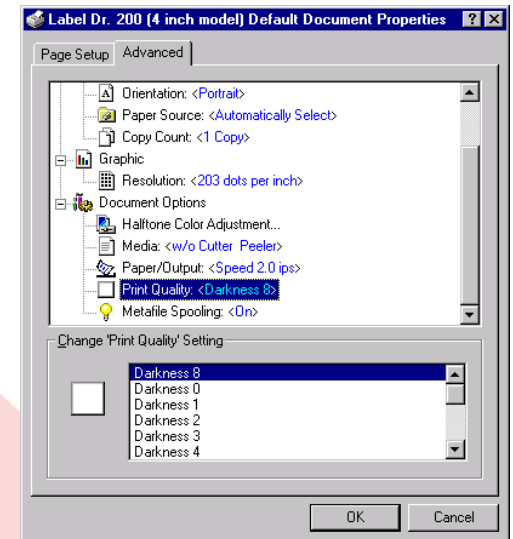 Label Dr. 200 (4 inch model) Default Document Properties
Page Setup Advanced
Orientation: <Portrait>
Paper Source: <Automatically Select>
Copy Count: <1 Copy>
Graphic
Resolution: <203 dots per inch>
Document Options
Halftone Color Adjustment...
Media: <w/o Cutter Peeler>
Paper/Output: <Speed 2.0 ips>
Print Quality: <Darkness 8>
Metafile Spooling: <On>
Change 'Print Quality' Setting
Darkness 8
Darkness 0
Darkness 1
Darkness 2
Darkness 3
Darkness 4
OK Cancel